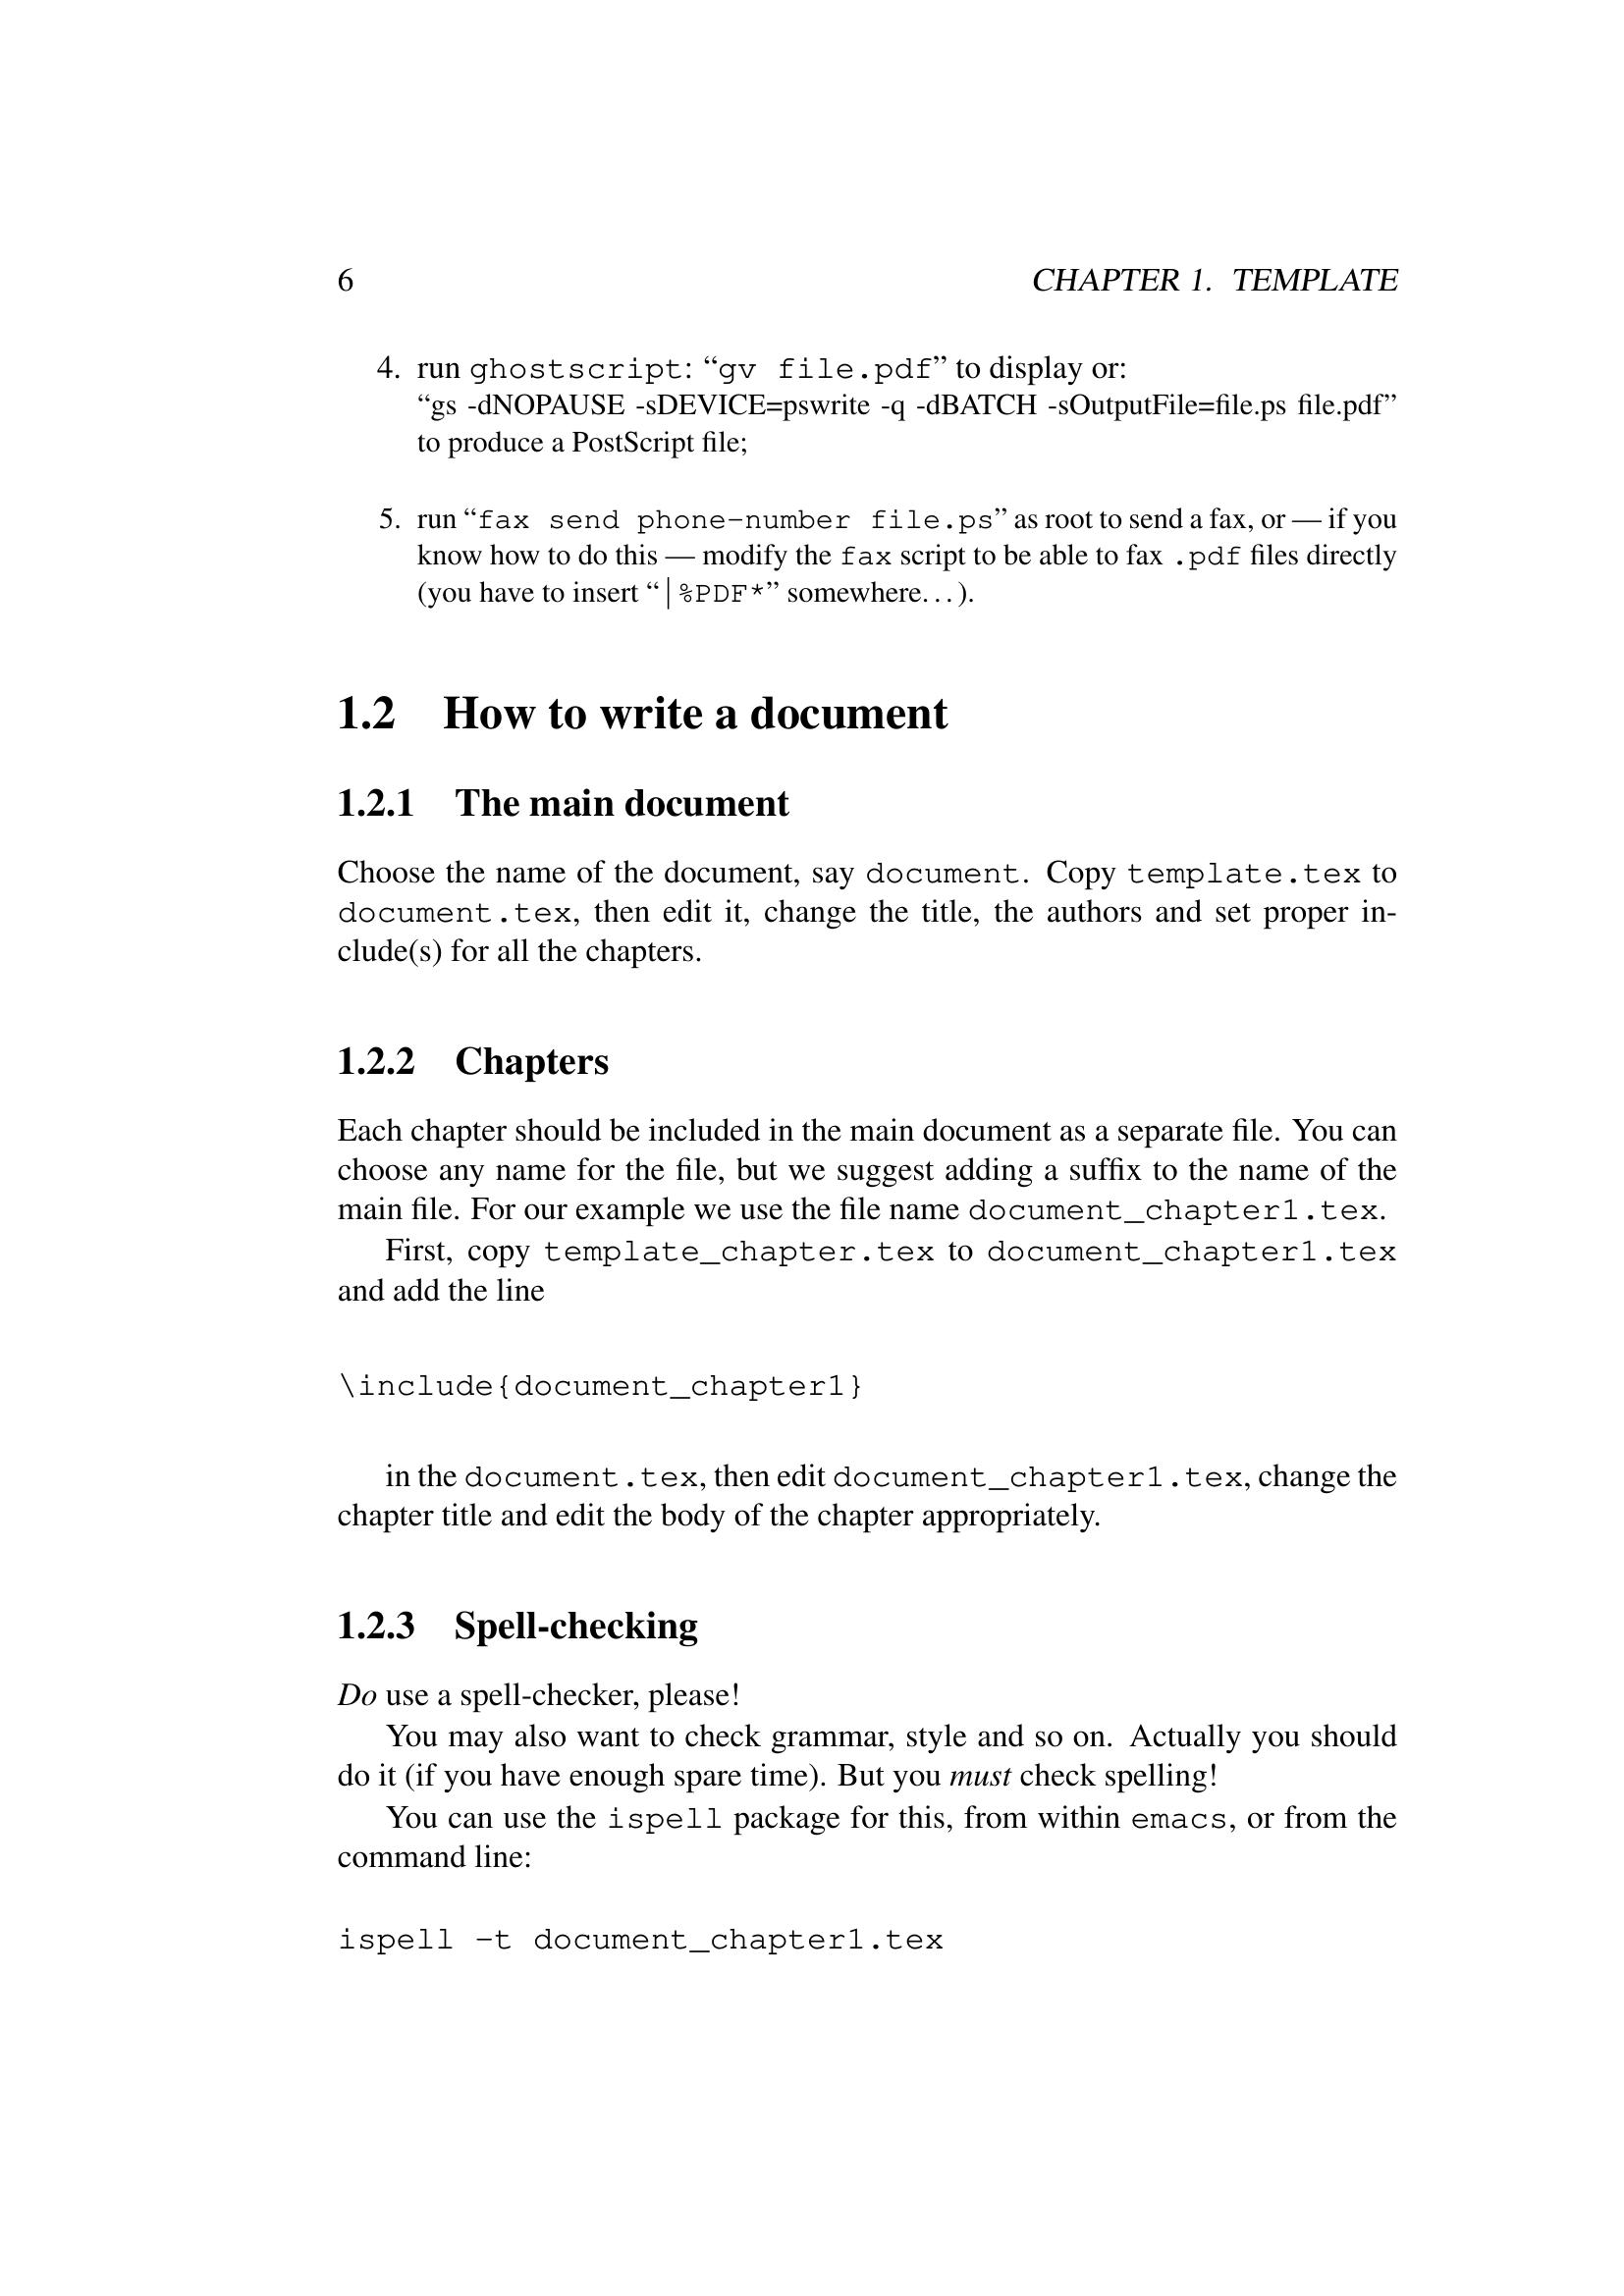 6 CHAPTER 1. TEMPLATE
4. run ghostscript: “gv file.pdf” to display or:
“gs -dNOPAUSE -sDEVICE=pswrite -q -dBATCH -sOutputFile=file.ps file.pdf”
to produce a PostScript file;
5. run “fax send phone-number file.ps” as root to send a fax, or — if you
know how to do this — modify the fax script to be able to fax .pdf files directly
(you have to insert “|%PDF*” somewhere…).
1.2 How to write a document
1.2.1 The main document
Choose the name of the document, say document. Copy template.tex to
document.tex, then edit it, change the title, the authors and set proper in-
clude(s) for all the chapters.
1.2.2 Chapters
Each chapter should be included in the main document as a separate file. You can
choose any name for the file, but we suggest adding a suffix to the name of the
main file. For our example we use the file name document_chapter1.tex.
First, copy template_chapter.tex to document_chapter1.tex
and add the line
\include{document_chapter1}
in the document.tex, then edit document_chapter1.tex, change the
chapter title and edit the body of the chapter appropriately.
1.2.3 Spell-checking
Do use a spell-checker, please!
You may also want to check grammar, style and so on. Actually you should
do it (if you have enough spare time). But you must check spelling!
You can use the ispell package for this, from within emacs, or from the
command line:
ispell -t document_chapter1.tex